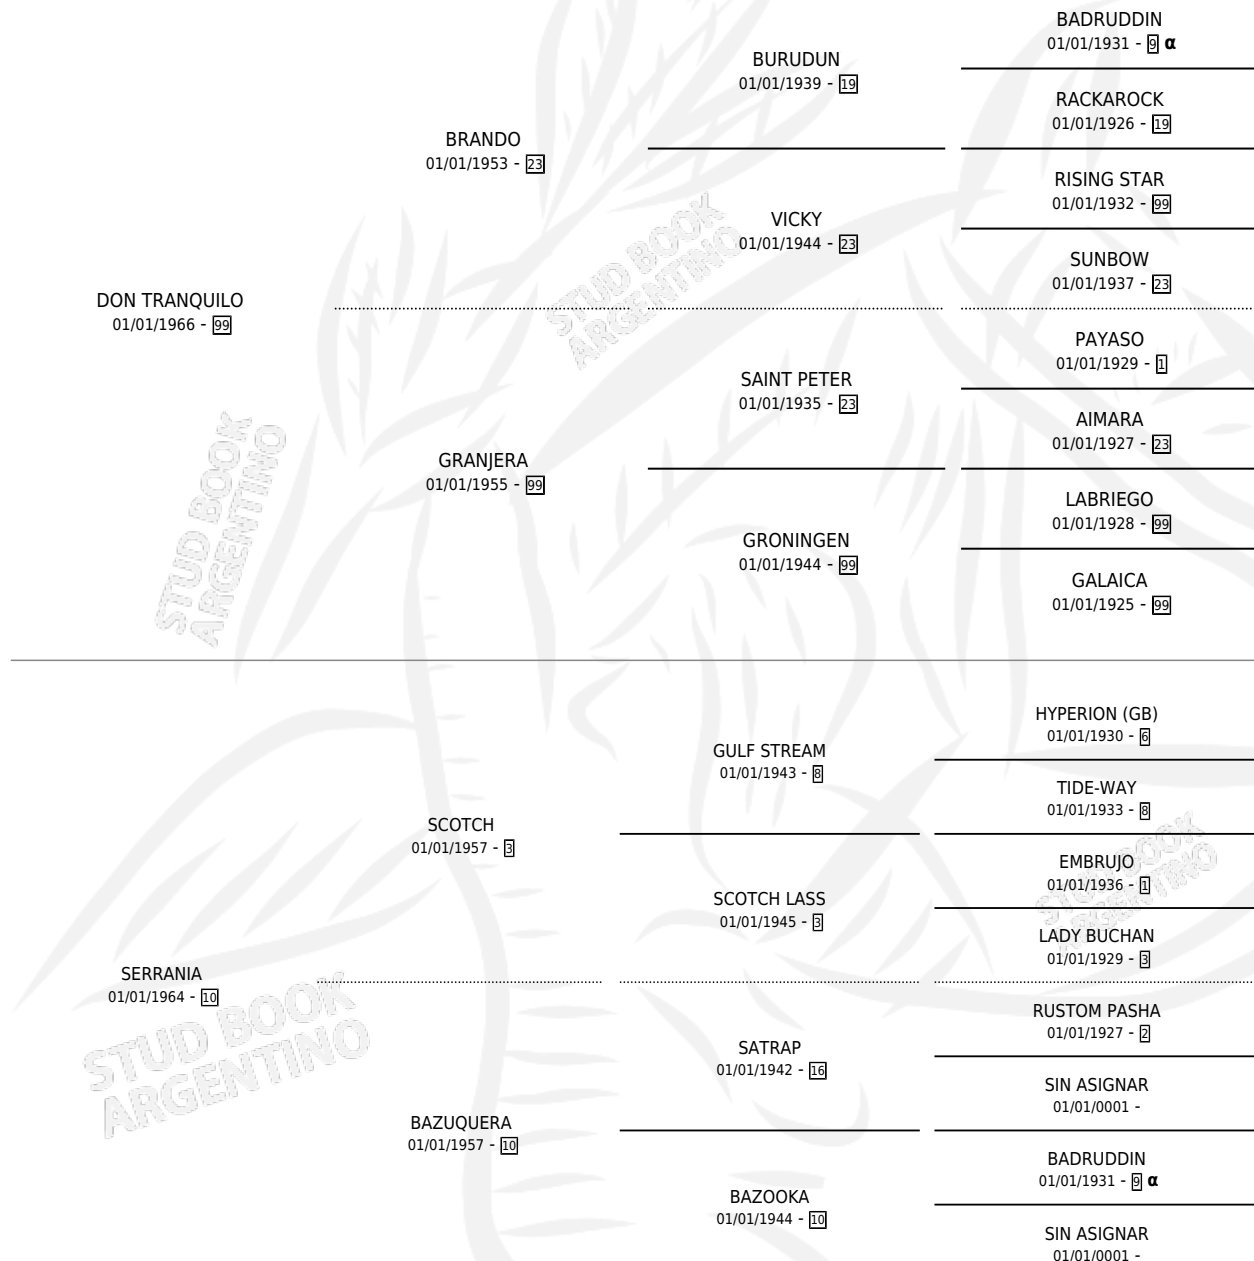 BADRUDDIN
01/01/1931 - 9 α
BURUDUN
01/01/1939 - 19
RACKAROCK
01/01/1926 - 19
BRANDO
01/01/1953 - 23
RISING STAR
01/01/1932 - 99
VICKY
01/01/1944 - 23
SUNBOW
01/01/1937 - 23
DON TRANQUILO
01/01/1966 - 99
PAYASO
01/01/1929 - 1
SAINT PETER
01/01/1935 - 23
AIMARA
01/01/1927 - 23
GRANJERA
01/01/1955 - 99
LABRIEGO
01/01/1928 - 99
GRONINGEN
01/01/1944 - 99
GALAICA
01/01/1925 - 99
HYPERION (GB)
01/01/1930 - 6
GULF STREAM
01/01/1943 - 8
TIDE-WAY
01/01/1933 - 8
SCOTCH
01/01/1957 - 3
EMBRUJO
01/01/1936 - 1
SCOTCH LASS
01/01/1945 - 3
LADY BUCHAN
01/01/1929 - 3
SERRANIA
01/01/1964 - 10
RUSTOM PASHA
01/01/1927 - 2
SATRAP
01/01/1942 - 16
SIN ASIGNAR
01/01/0001 -
BAZUQUERA
01/01/1957 - 10
BADRUDDIN
01/01/1931 - 9 α
BAZOOKA
01/01/1944 - 10
SIN ASIGNAR
01/01/0001 -
STUD BOOK
ARGENTINO
STUD BOOK
ARGENTINO
STUD BOOK
ARGENTINO
STUD BOOK
ARGENTINO